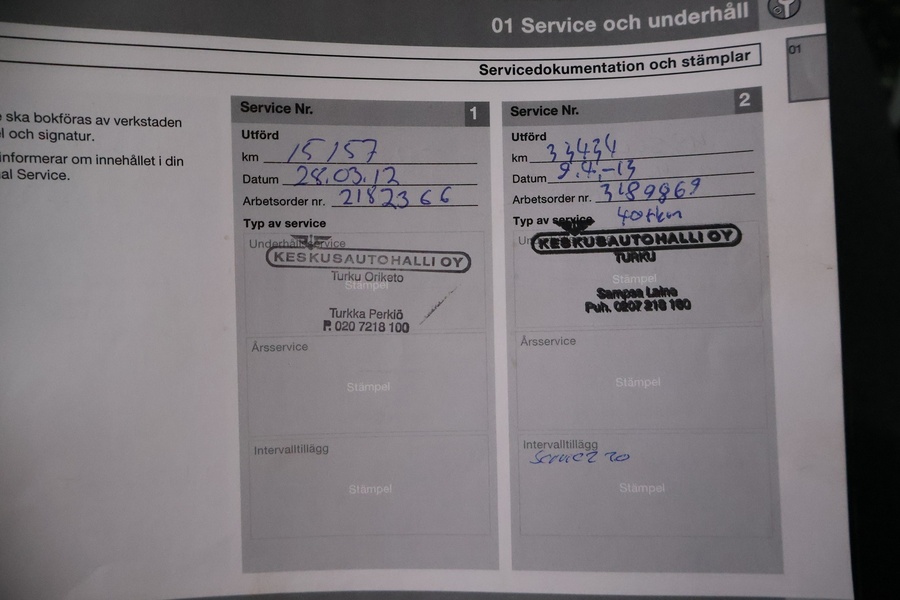 01 Service och underhåll
01
Servicedokumentation och stämplar
ska bokföras av verkstaden
och signatur.
informerar om innehållet i din
Service.
Service Nr. 1
Utförd
km 15157
Datum 28.03.12
Arbetsorder nr. 2182366
Typ av service
Underhållsservice
KESKUSAUTOHALLI OY
Turku Oriketo
Stämpel
Turkka Perkiö
P. 020 7218 100
Årsservice
Stämpel
Intervalltillägg
Stämpel
Service Nr. 2
Utförd
km 33434
Datum 9.4.-13
Arbetsorder nr. 3189869
Typ av service 40tkm
KESKUSAUTOHALLI OY
TURKU
Stämpel
Sampsa Laine
Puh. 0207 218 160
Årsservice
Stämpel
Intervalltillägg
Service 20
Stämpel